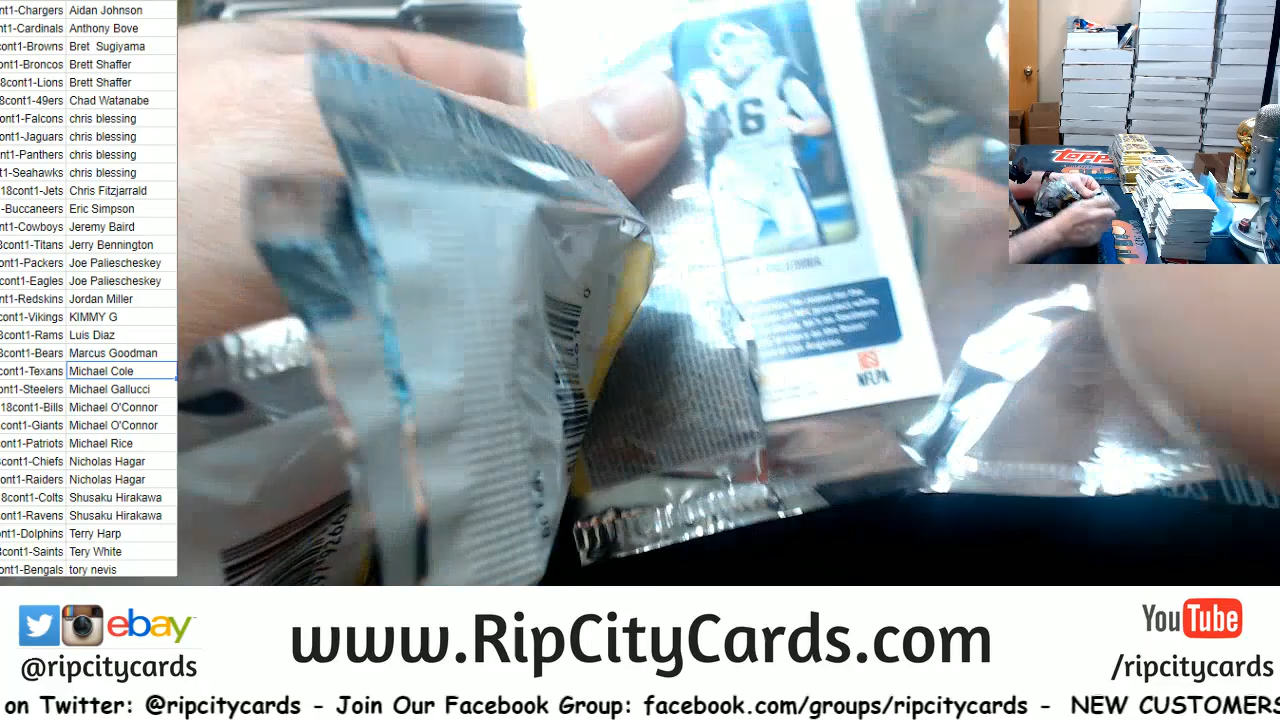 nt1-Chargers Aidan Johnson
ont1-Cardinals Anthony Bove
cont1-Browns Bret Sugiyama
ont1-Broncos Brett Shaffer
8cont1-Lions Brett Shaffer
8cont1-49ers Chad Watanabe
ont1-Falcons chris blessing
ont1-Jaguars chris blessing
nt1-Panthers chris blessing
nt1-Seahawks chris blessing
18cont1-Jets Chris Fitzjarrald
-Buccaneers Eric Simpson
nt1-Cowboys Jeremy Baird
3cont1-Titans Jerry Bennington
ont1-Packers Joe Paliescheskey
cont1-Eagles Joe Paliescheskey
nt1-Redskins Jordan Miller
ont1-Vikings KIMMY G
8cont1-Rams Luis Diaz
8cont1-Bears Marcus Goodman
cont1-Texans Michael Cole
nt1-Steelers Michael Gallucci
18cont1-Bills Michael O'Connor
cont1-Giants Michael O'Connor
ont1-Patriots Michael Rice
cont1-Chiefs Nicholas Hagar
ont1-Raiders Nicholas Hagar
8cont1-Colts Shusaku Hirakawa
ont1-Ravens Shusaku Hirakawa
nt1-Dolphins Terry Harp
8cont1-Saints Tery White
ont1-Bengals tory nevis
16
NFLPA
TOPPS
ebay
@ripcitycards
www.RipCityCards.com
YouTube
/ripcitycards
on Twitter: @ripcitycards - Join Our Facebook Group: facebook.com/groups/ripcitycards - NEW CUSTOMERS